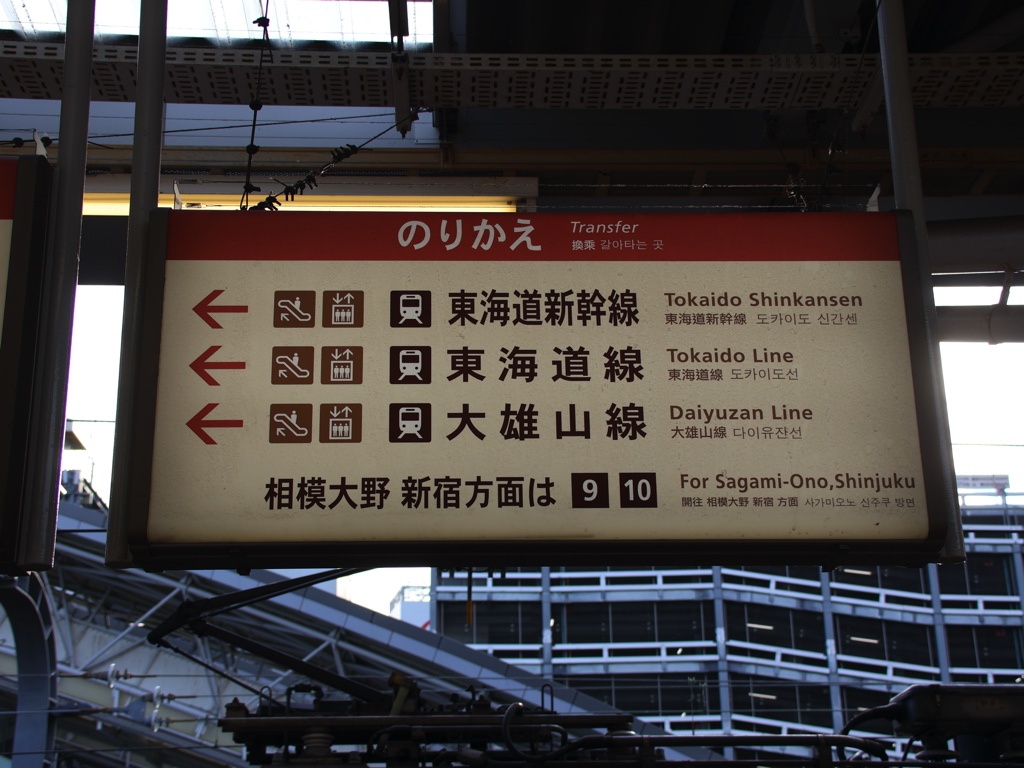 のりかえ Transfer
換乗 갈아타는 곳
東海道新幹線 Tokaido Shinkansen
東海道新幹線 도카이도 신간센
東海道線 Tokaido Line
東海道線 도카이도선
大雄山線 Daiyuzan Line
大雄山線 다이유쟌선
相模大野 新宿方面は 9 10 For Sagami-Ono,Shinjuku
開往 相模大野 新宿 方面 사가미오노 신주쿠 방면